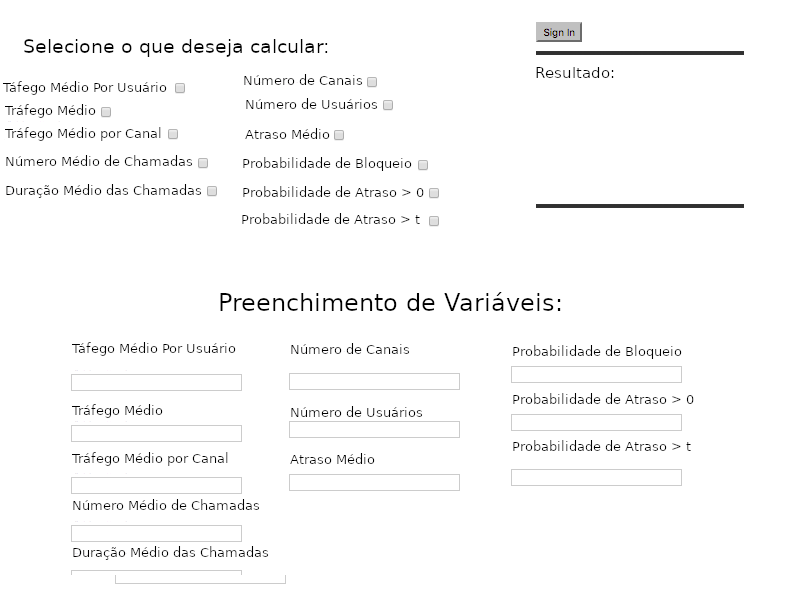 Selecione o que deseja calcular:
Táfego Médio Por Usuário
Tráfego Médio
Tráfego Médio por Canal
Número Médio de Chamadas
Duração Médio das Chamadas
Número de Canais
Número de Usuários
Atraso Médio
Probabilidade de Bloqueio
Probabilidade de Atraso > 0
Probabilidade de Atraso > t
Sign In
Resultado:
Preenchimento de Variáveis:
Táfego Médio Por Usuário
Tráfego Médio
Tráfego Médio por Canal
Número Médio de Chamadas
Duração Médio das Chamadas
Número de Canais
Número de Usuários
Atraso Médio
Probabilidade de Bloqueio
Probabilidade de Atraso > 0
Probabilidade de Atraso > t